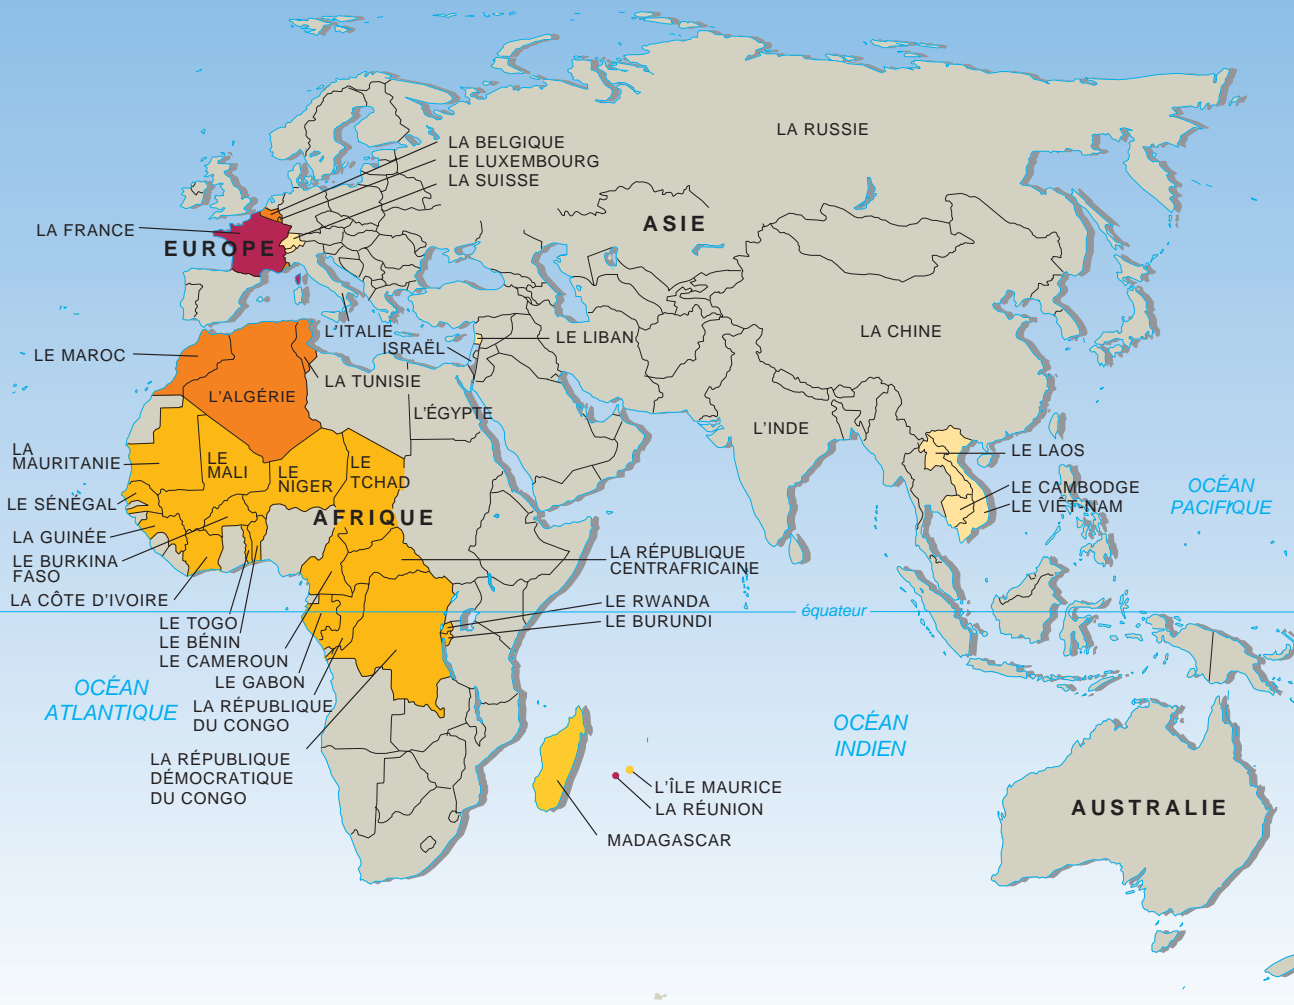 LA RUSSIE
LA BELGIQUE
LE LUXEMBOURG
LA SUISSE
LA FRANCE
EUROPE
ASIE
L'ITALIE
ISRAËL
LE LIBAN
LA CHINE
LE MAROC
LA TUNISIE
L'ALGÉRIE
L'ÉGYPTE
L'INDE
LA
MAURITANIE
LE
MALI
LE
NIGER
LE
TCHAD
LE LAOS
LE CAMBODGE
LE VIÊT-NAM
OCÉAN
PACIFIQUE
LE SÉNÉGAL
AFRIQUE
LA GUINÉE
LE BURKINA
FASO
LA RÉPUBLIQUE
CENTRAFRICAINE
LA CÔTE D'IVOIRE
LE RWANDA
équateur
LE BURUNDI
LE TOGO
LE BÉNIN
LE CAMEROUN
LE GABON
OCÉAN
ATLANTIQUE
LA RÉPUBLIQUE
DU CONGO
OCÉAN
INDIEN
LA RÉPUBLIQUE
DÉMOCRATIQUE
DU CONGO
L'ÎLE MAURICE
LA RÉUNION
MADAGASCAR
AUSTRALIE